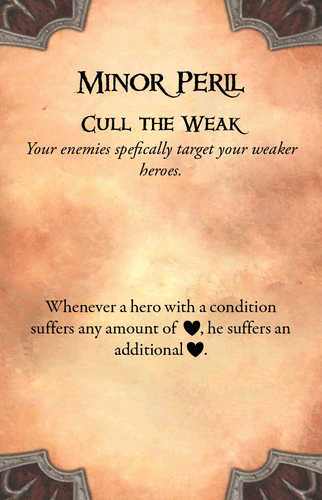 Minor Peril
Cull the Weak
Your enemies spefically target your weaker
heroes.
Whenever a hero with a condition
suffers any amount of ♥, he suffers an
additional ♥.